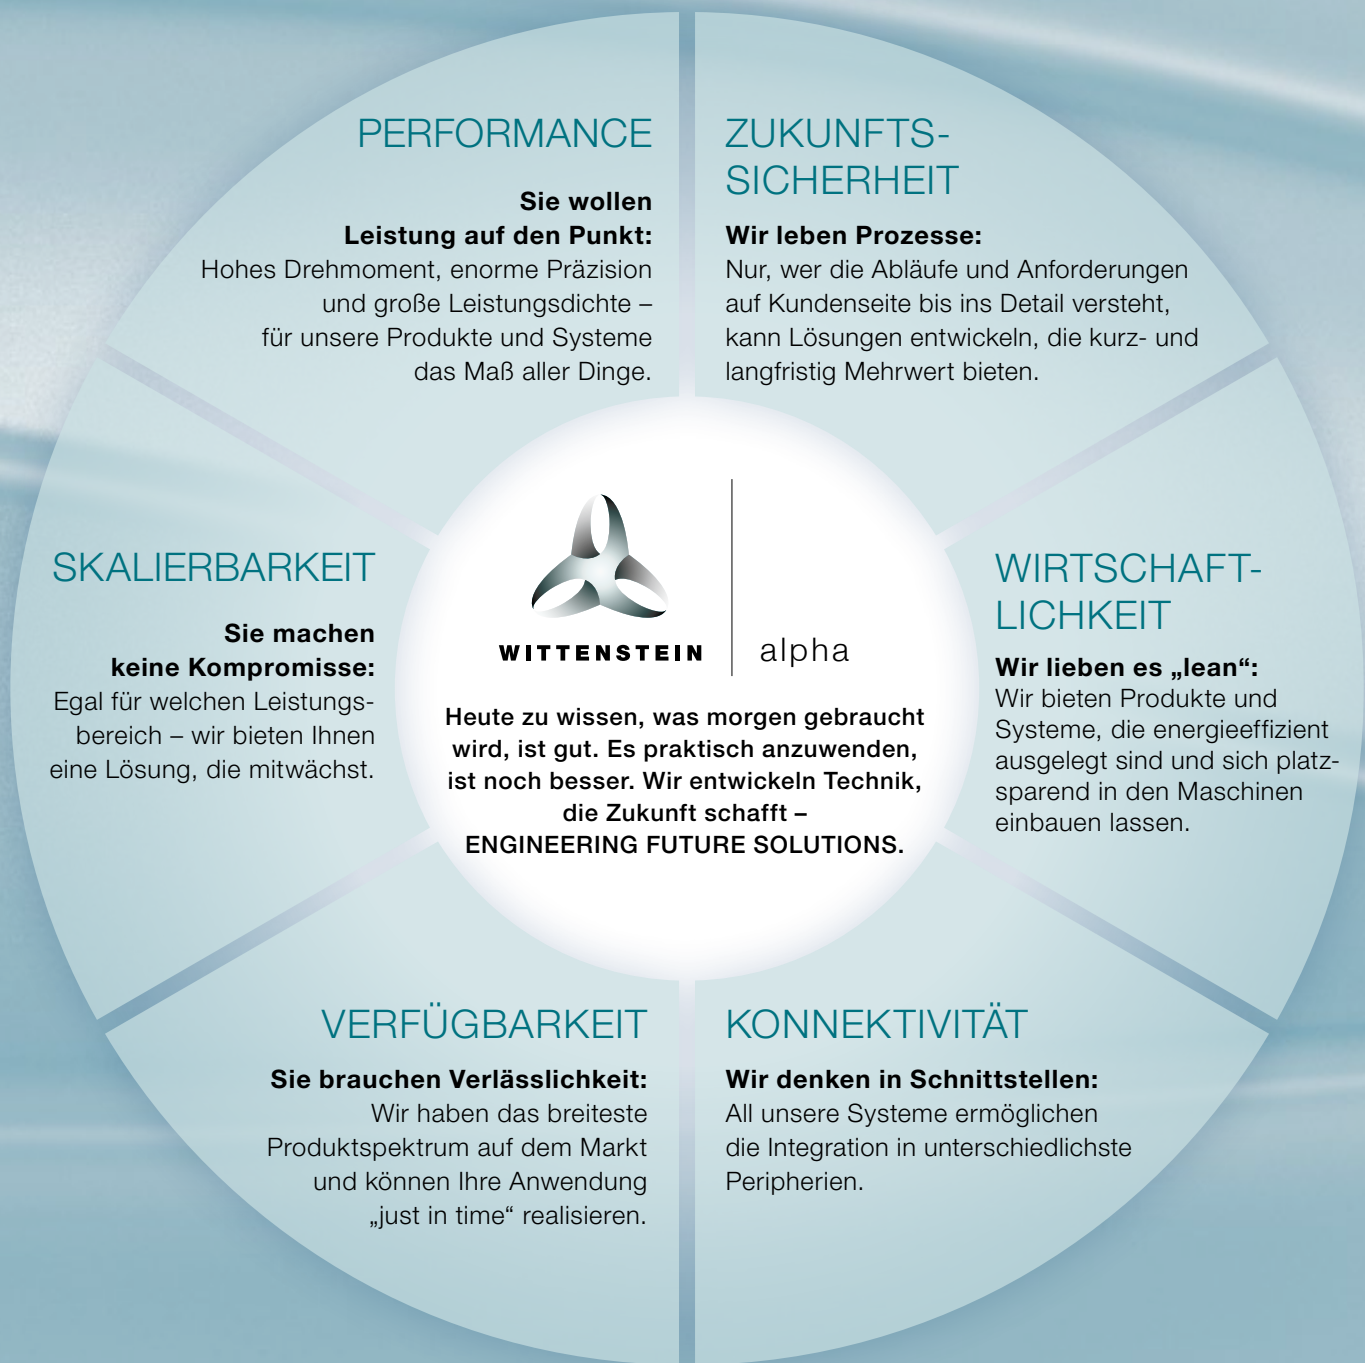 PERFORMANCE
Sie wollen
Leistung auf den Punkt:
Hohes Drehmoment, enorme Präzision
und große Leistungsdichte –
für unsere Produkte und Systeme
das Maß aller Dinge.
ZUKUNFTS-
SICHERHEIT
Wir leben Prozesse:
Nur, wer die Abläufe und Anforderungen
auf Kundenseite bis ins Detail versteht,
kann Lösungen entwickeln, die kurz- und
langfristig Mehrwert bieten.
SKALIERBARKEIT
Sie machen
keine Kompromisse:
Egal für welchen Leistungs-
bereich – wir bieten Ihnen
eine Lösung, die mitwächst.
WITTENSTEIN
alpha
Heute zu wissen, was morgen gebraucht
wird, ist gut. Es praktisch anzuwenden,
ist noch besser. Wir entwickeln Technik,
die Zukunft schafft –
ENGINEERING FUTURE SOLUTIONS.
WIRTSCHAFT-
LICHKEIT
Wir lieben es „lean“:
Wir bieten Produkte und
Systeme, die energieeffizient
ausgelegt sind und sich platz-
sparend in den Maschinen
einbauen lassen.
VERFÜGBARKEIT
Sie brauchen Verlässlichkeit:
Wir haben das breiteste
Produktspektrum auf dem Markt
und können Ihre Anwendung
„just in time“ realisieren.
KONNEKTIVITÄT
Wir denken in Schnittstellen:
All unsere Systeme ermöglichen
die Integration in unterschiedlichste
Peripherien.